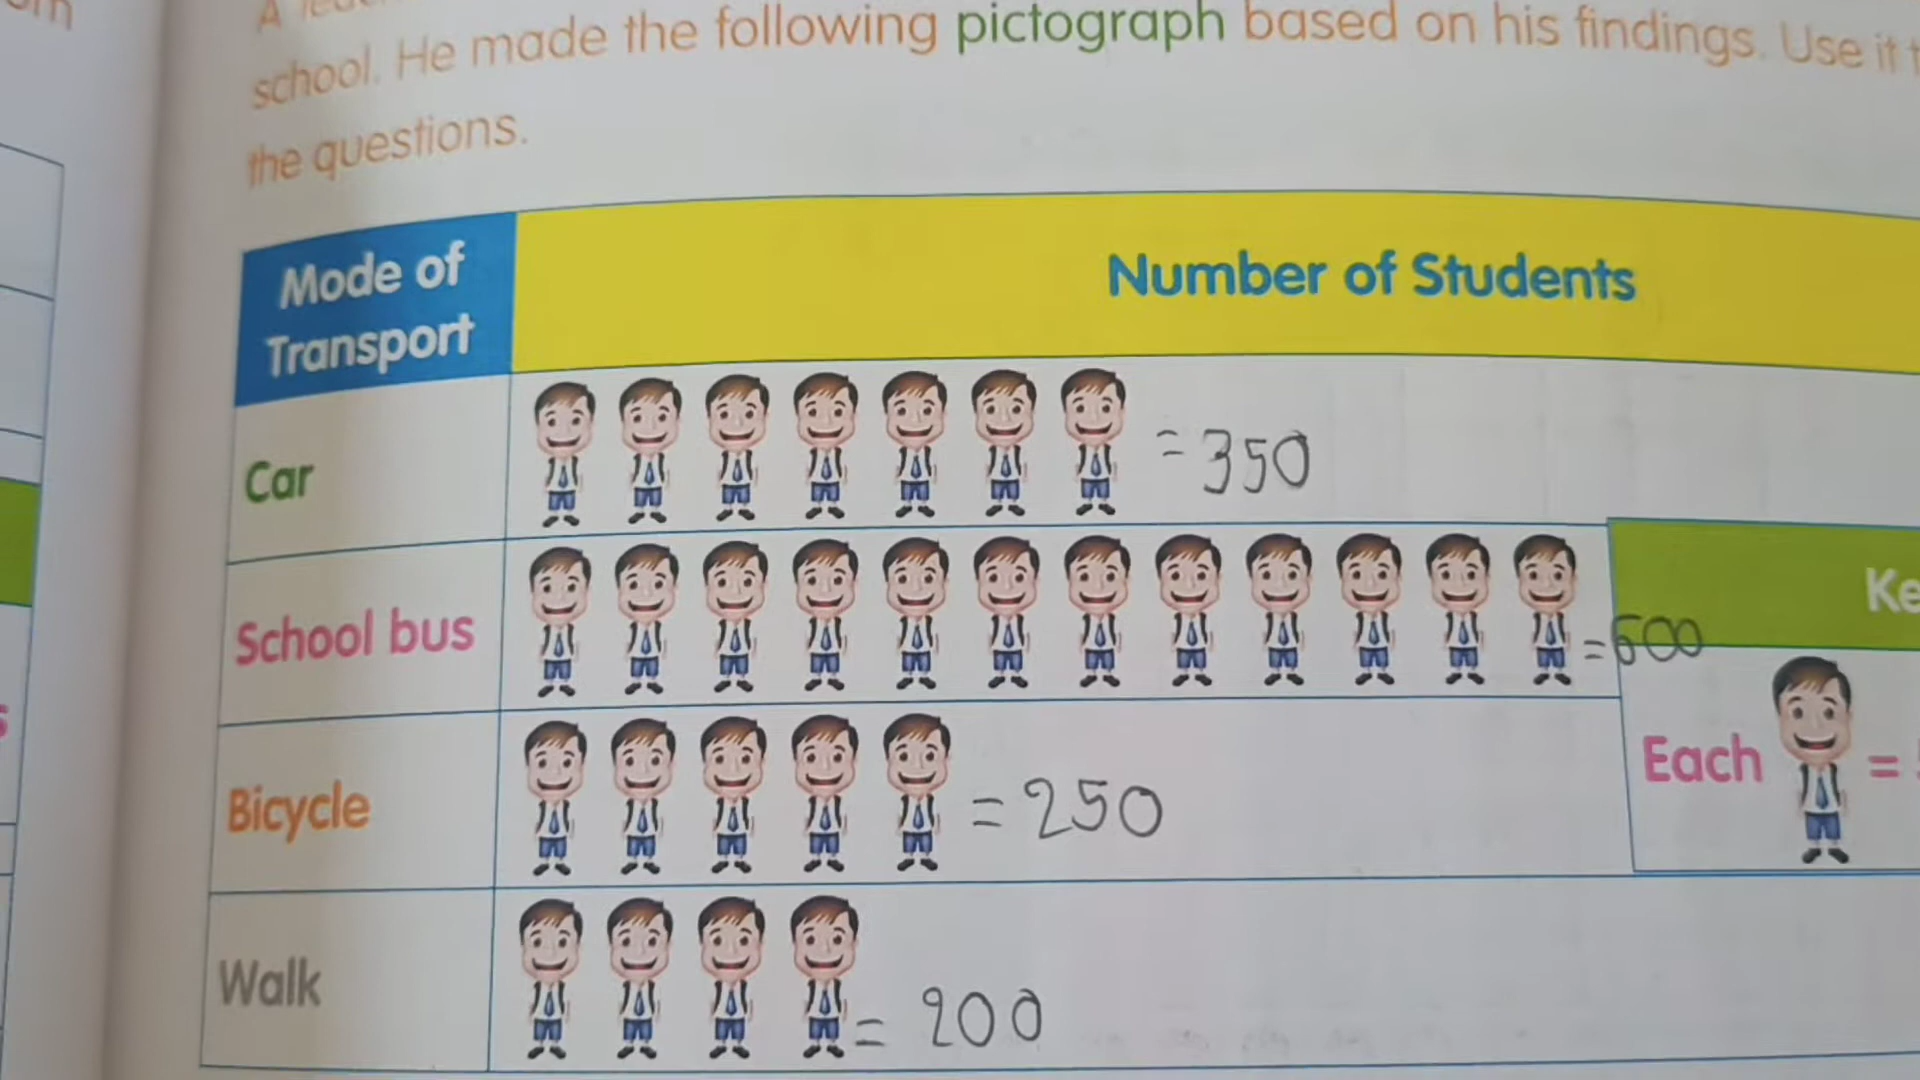 school. He made the following pictograph based on his findings. Use it
the questions.
Mode of
Transport
Number of Students
Car
= 350
School bus
= 600
Each =
Bicycle
= 250
Walk
= 200